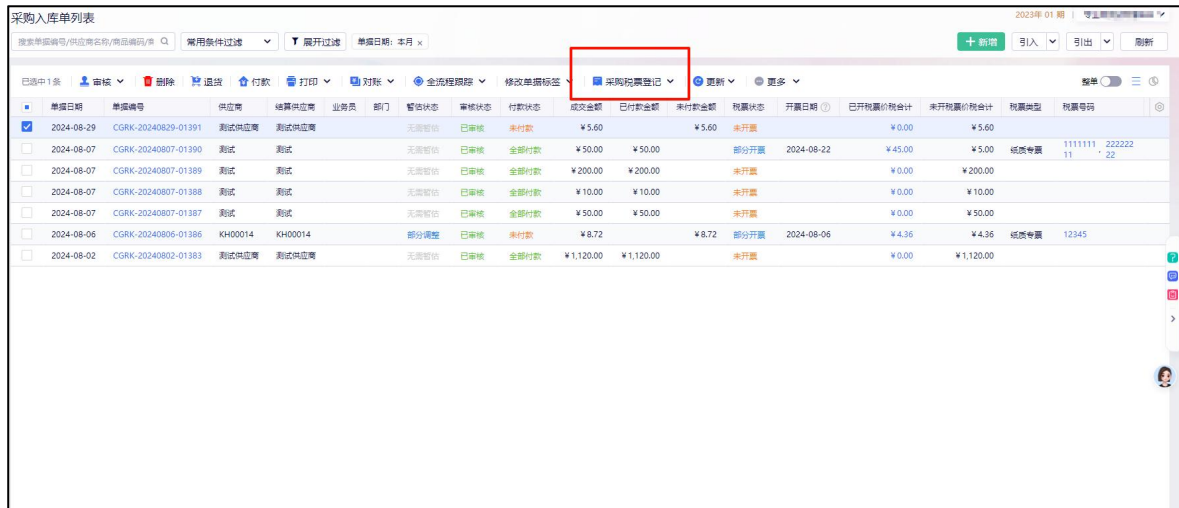 采购入库单列表
2023年 01 期
搜索单据编号/供应商名称/商品编码/
常用条件过滤
展开过滤
单据日期: 本月 ×
新增
引入
引出
刷新
已选中1条 审核 删除 退货 付款 打印 对账 全流程跟踪 修改单据标签 采购税票登记 更新 更多 整单
单据日期 单据编号 供应商 结算供应商 业务员 部门 暂估状态 审核状态 付款状态 成交金额 已付款金额 未付款金额 税票状态 开票日期 已开税票价税合计 未开税票价税合计 税票类型 税票号码
2024-08-29 CGRK-20240829-01391 测试供应商 测试供应商 无需暂估 已审核 未付款 ¥5.60 ¥5.60 未开票 ¥0.00 ¥5.60
2024-08-07 CGRK-20240807-01390 测试 测试 无需暂估 已审核 全部付款 ¥50.00 ¥50.00 部分开票 2024-08-22 ¥45.00 ¥5.00 纸质专票 1111111 222222
11 , 22
2024-08-07 CGRK-20240807-01389 测试 测试 无需暂估 已审核 全部付款 ¥200.00 ¥200.00 未开票 ¥0.00 ¥200.00
2024-08-07 CGRK-20240807-01388 测试 测试 无需暂估 已审核 全部付款 ¥10.00 ¥10.00 未开票 ¥0.00 ¥10.00
2024-08-07 CGRK-20240807-01387 测试 测试 无需暂估 已审核 全部付款 ¥50.00 ¥50.00 未开票 ¥0.00 ¥50.00
2024-08-06 CGRK-20240806-01386 KH00014 KH00014 部分调整 已审核 未付款 ¥8.72 ¥8.72 部分开票 2024-08-06 ¥4.36 ¥4.36 纸质专票 12345
2024-08-02 CGRK-20240802-01383 测试供应商 测试供应商 无需暂估 已审核 全部付款 ¥1,120.00 ¥1,120.00 未开票 ¥0.00 ¥1,120.00